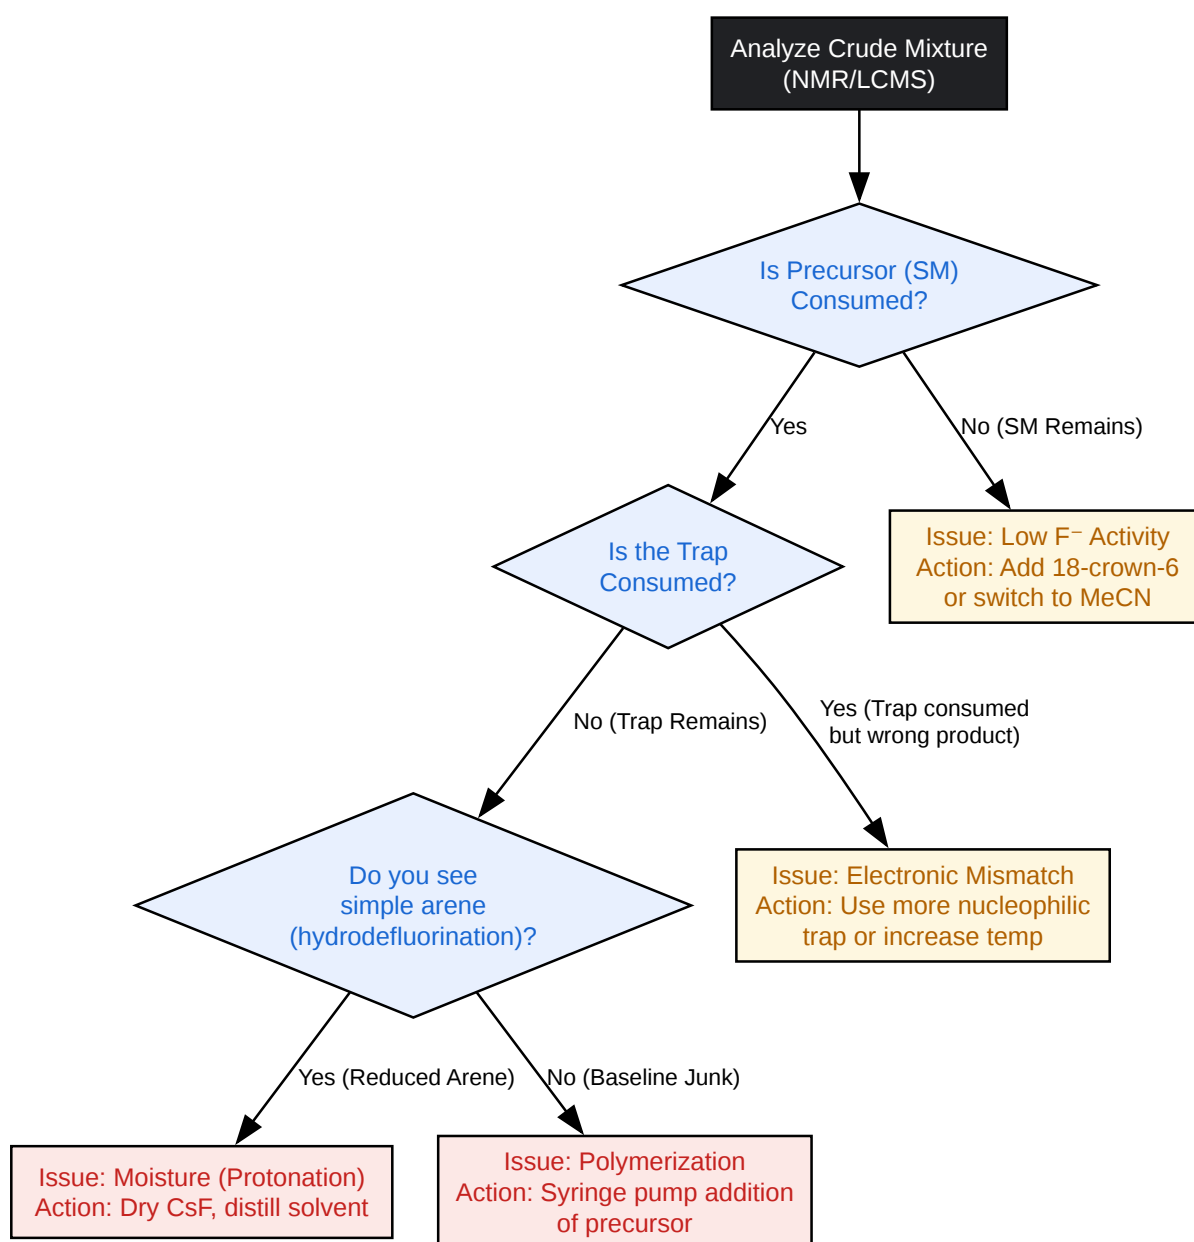 Analyze Crude Mixture
(NMR/LCMS)
Is Precursor (SM)
Consumed?
Yes
No (SM Remains)
Is the Trap
Consumed?
Issue: Low F⁻ Activity
Action: Add 18-crown-6
or switch to MeCN
No (Trap Remains)
Yes (Trap consumed
but wrong product)
Do you see
simple arene
(hydrodefluorination)?
Issue: Electronic Mismatch
Action: Use more nucleophilic
trap or increase temp
Yes (Reduced Arene)
No (Baseline Junk)
Issue: Moisture (Protonation)
Action: Dry CsF, distill solvent
Issue: Polymerization
Action: Syringe pump addition
of precursor